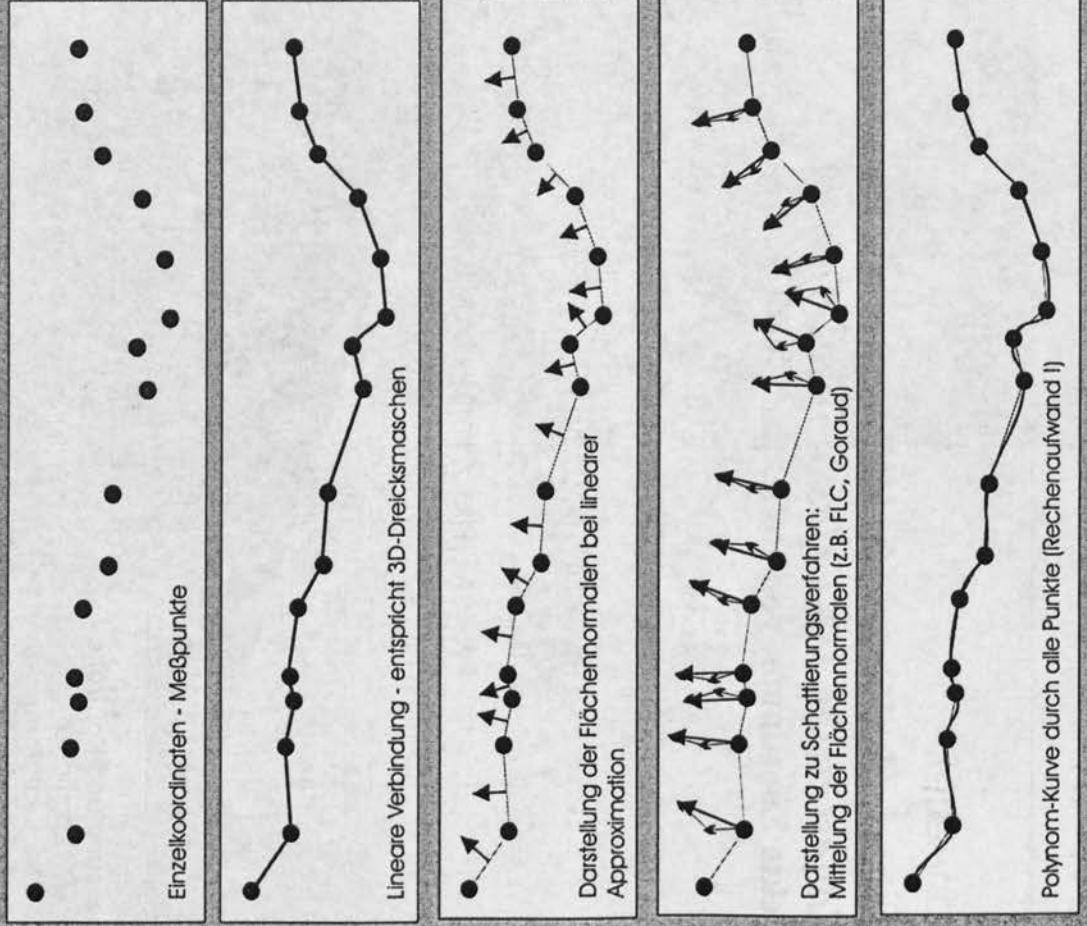 Einzelkoordinaten - Meßpunkte
Lineare Verbindung - entspricht 3D-Dreicksmaschen
Darstellung der Flächennormalen bei linearer
Approximation
Darstellung zu Schattierungsverfahren:
Mittelung der Flächennormalen (z.B. FLC, Goraud)
Polynom-Kurve durch alle Punkte (Rechenaufwand !)